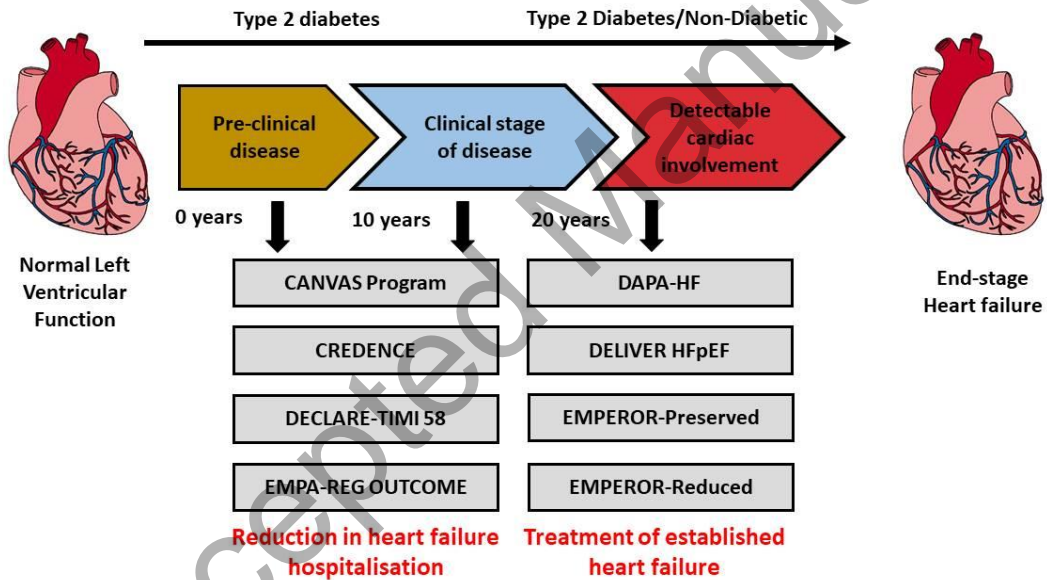 Type 2 diabetes
Type 2 Diabetes/Non-Diabetic
Pre-clinical
disease
Clinical stage
of disease
Detectable
cardiac
involvement
0 years
10 years
20 years
Normal Left
Ventricular
Function
End-stage
Heart failure
CANVAS Program
CREDENCE
DECLARE-TIMI 58
EMPA-REG OUTCOME
Reduction in heart failure
hospitalisation
DAPA-HF
DELIVER HFpEF
EMPEROR-Preserved
EMPEROR-Reduced
Treatment of established
heart failure
cepted Manu